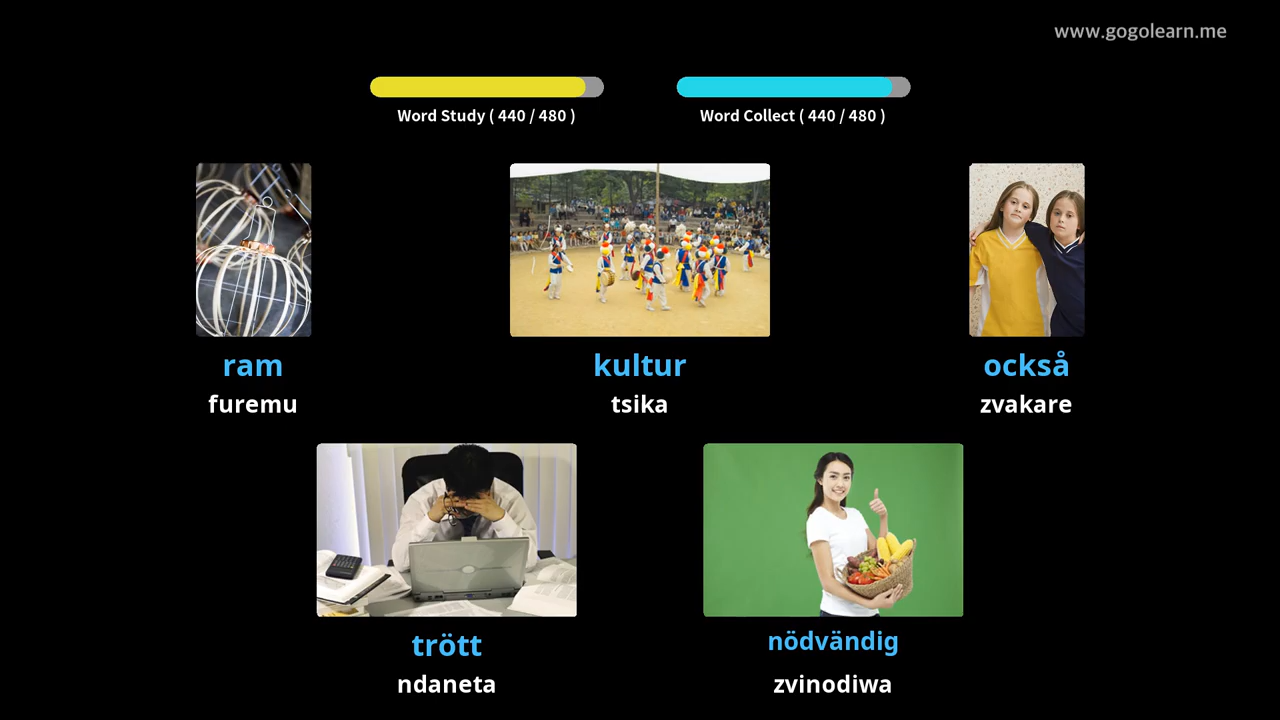 www.gogolearn.me
Word Study ( 440 / 480 )
Word Collect ( 440 / 480 )
ram
furemu
kultur
tsika
också
zvakare
trött
ndaneta
nödvändig
zvinodiwa